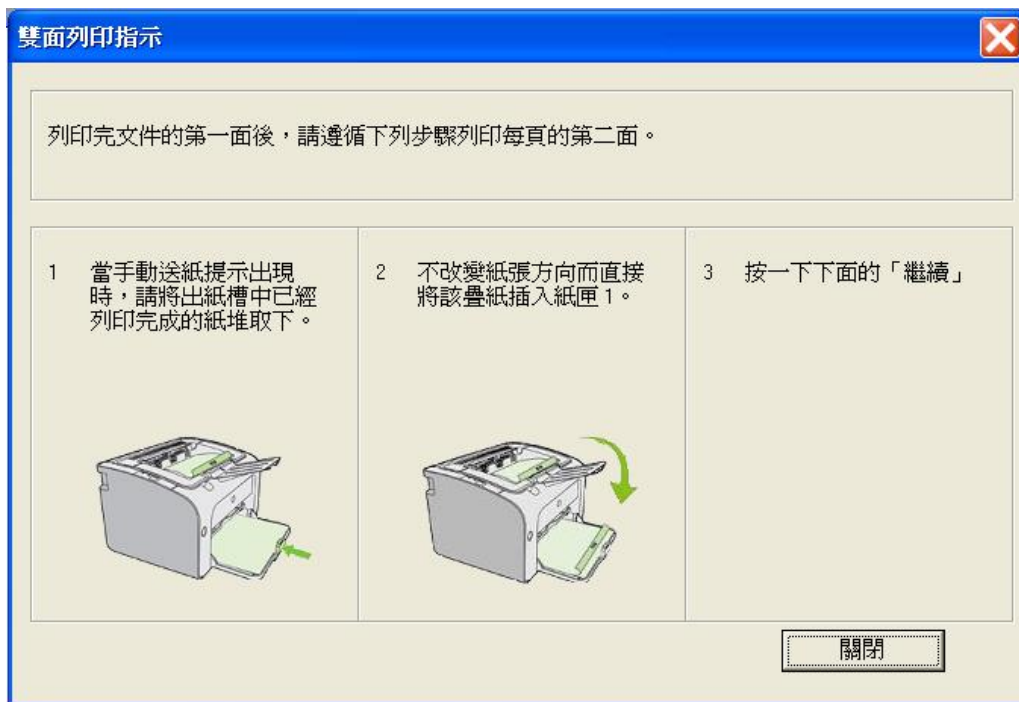 雙面列印指示
列印完文件的第一面後，請遵循下列步驟列印每頁的第二面。
1 當手動送紙提示出現
時，請將出紙槽中已經
列印完成的紙堆取下。
2 不改變紙張方向而直接
將該疊紙插入紙匣1。
3 按一下下面的「繼續」
關閉